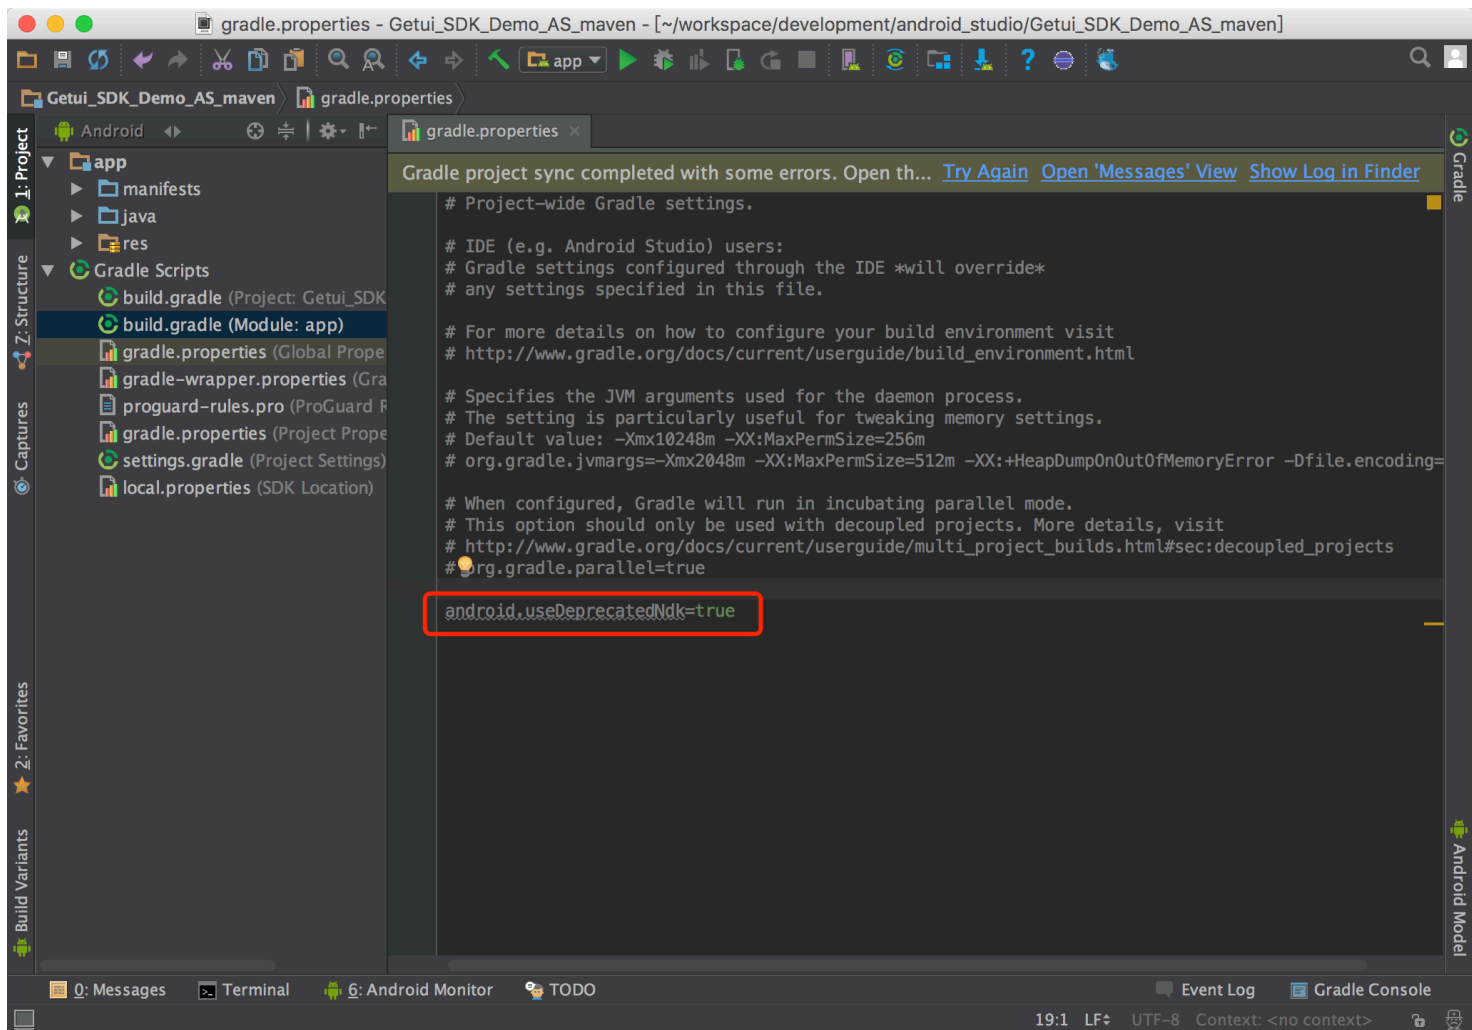 gradle.properties - Getui_SDK_Demo_AS_maven - [~/workspace/development/android_studio/Getui_SDK_Demo_AS_maven]
app
Getui_SDK_Demo_AS_maven
gradle.properties
1: Project
Z: Structure
Captures
2: Favorites
Build Variants
Android
app
manifests
java
res
Gradle Scripts
build.gradle (Project: Getui_SDK
build.gradle (Module: app)
gradle.properties (Global Prope
gradle-wrapper.properties (Gra
proguard-rules.pro (ProGuard R
gradle.properties (Project Prope
settings.gradle (Project Settings)
local.properties (SDK Location)
gradle.properties
Gradle project sync completed with some errors. Open th... Try Again Open 'Messages' View Show Log in Finder
# Project-wide Gradle settings.
# IDE (e.g. Android Studio) users:
# Gradle settings configured through the IDE *will override*
# any settings specified in this file.
# For more details on how to configure your build environment visit
# http://www.gradle.org/docs/current/userguide/build_environment.html
# Specifies the JVM arguments used for the daemon process.
# The setting is particularly useful for tweaking memory settings.
# Default value: -Xmx10248m -XX:MaxPermSize=256m
# org.gradle.jvmargs=-Xmx2048m -XX:MaxPermSize=512m -XX:+HeapDumpOnOutOfMemoryError -Dfile.encoding=
# When configured, Gradle will run in incubating parallel mode.
# This option should only be used with decoupled projects. More details, visit
# http://www.gradle.org/docs/current/userguide/multi_project_builds.html#sec:decoupled_projects
# org.gradle.parallel=true
android.useDeprecatedNdk=true
Gradle
Android Model
0: Messages
Terminal
6: Android Monitor
TODO
Event Log
Gradle Console
19:1 LF UTF-8 Context: <no context>